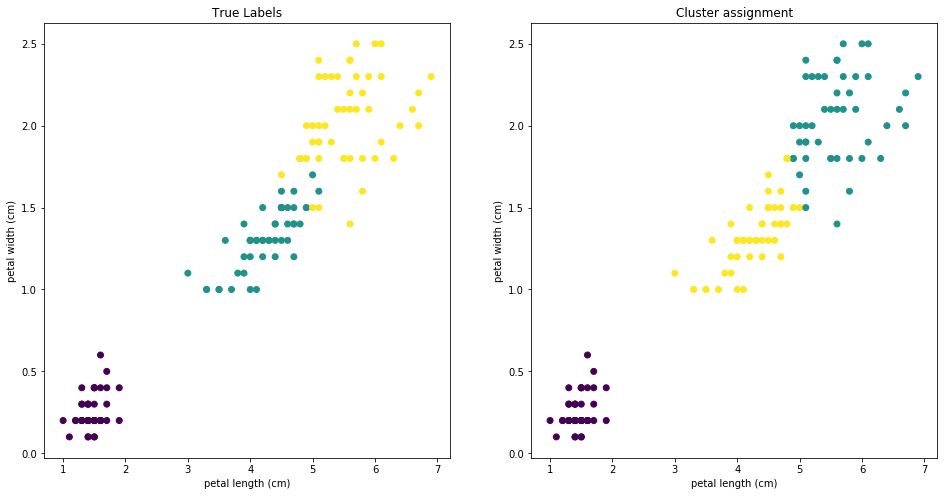 True Labels
2.5
2.0
1.5
1.0
0.5
0.0
petal width (cm)
1 2 3 4 5 6 7
petal length (cm)
Cluster assignment
2.5
2.0
1.5
1.0
0.5
0.0
petal width (cm)
1 2 3 4 5 6 7
petal length (cm)